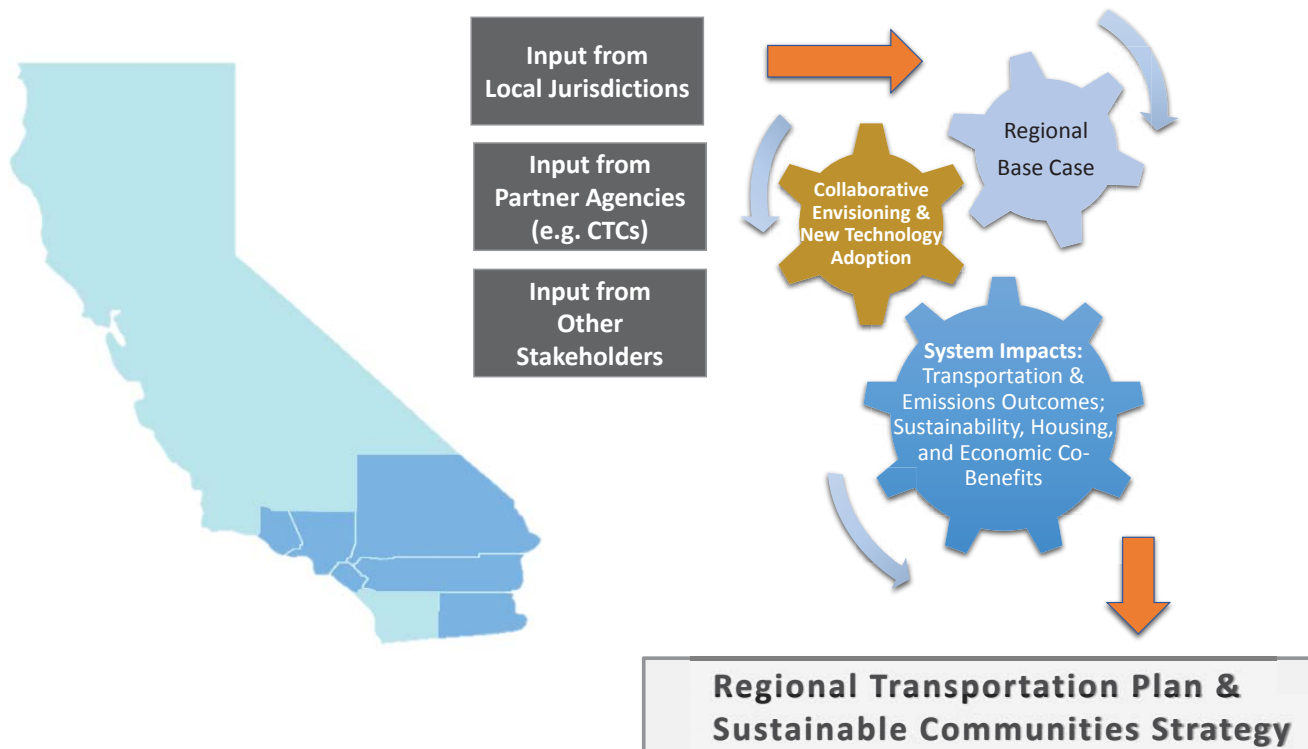 Input from
Local Jurisdictions
Input from
Partner Agencies
(e.g. CTCs)
Input from
Other
Stakeholders
Regional
Base Case
Collaborative
Envisioning &
New Technology
Adoption
System Impacts:
Transportation &
Emissions Outcomes;
Sustainability, Housing,
and Economic Co-
Benefits
Regional Transportation Plan &
Sustainable Communities Strategy